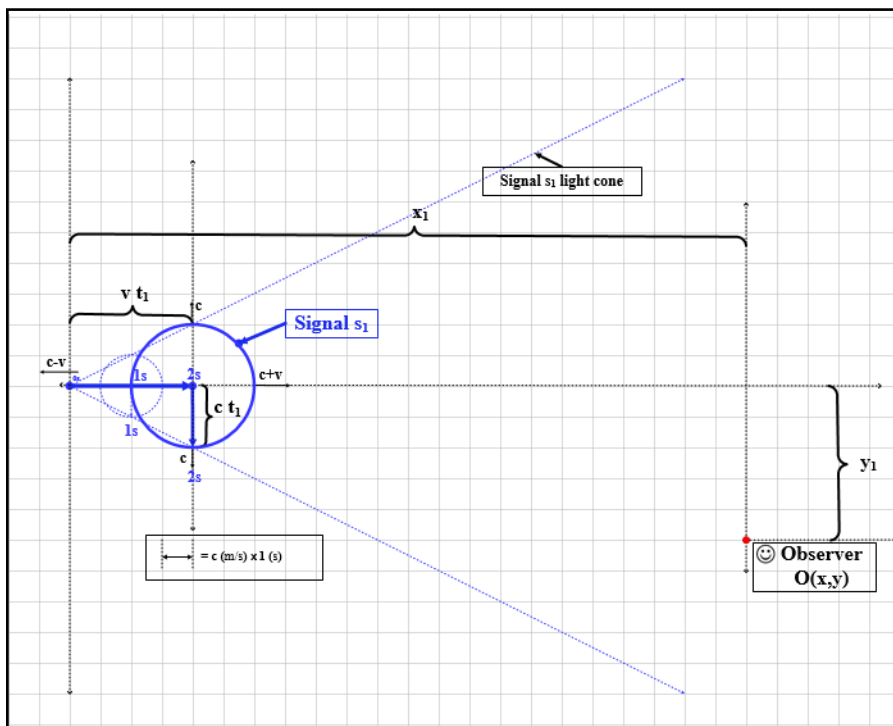 Signal s₁ light cone
x₁
v t₁
c
Signal s₁
c-v
1s
2s
c+v
c t₁
1s
c
2s
y₁
= c (m/s) x 1 (s)
☺ Observer
O(x,y)